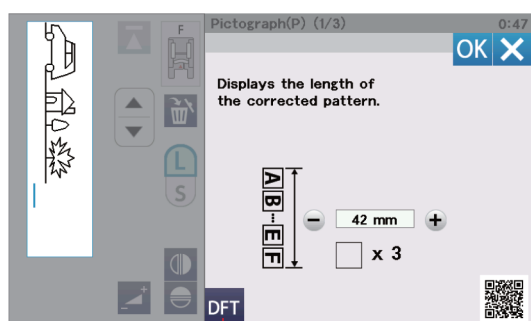 Pictograph(P) (1/3)
0:47
OK
F
Displays the length of
the corrected pattern.
L
S
A
B
E
F
42 mm
x 3
DFT